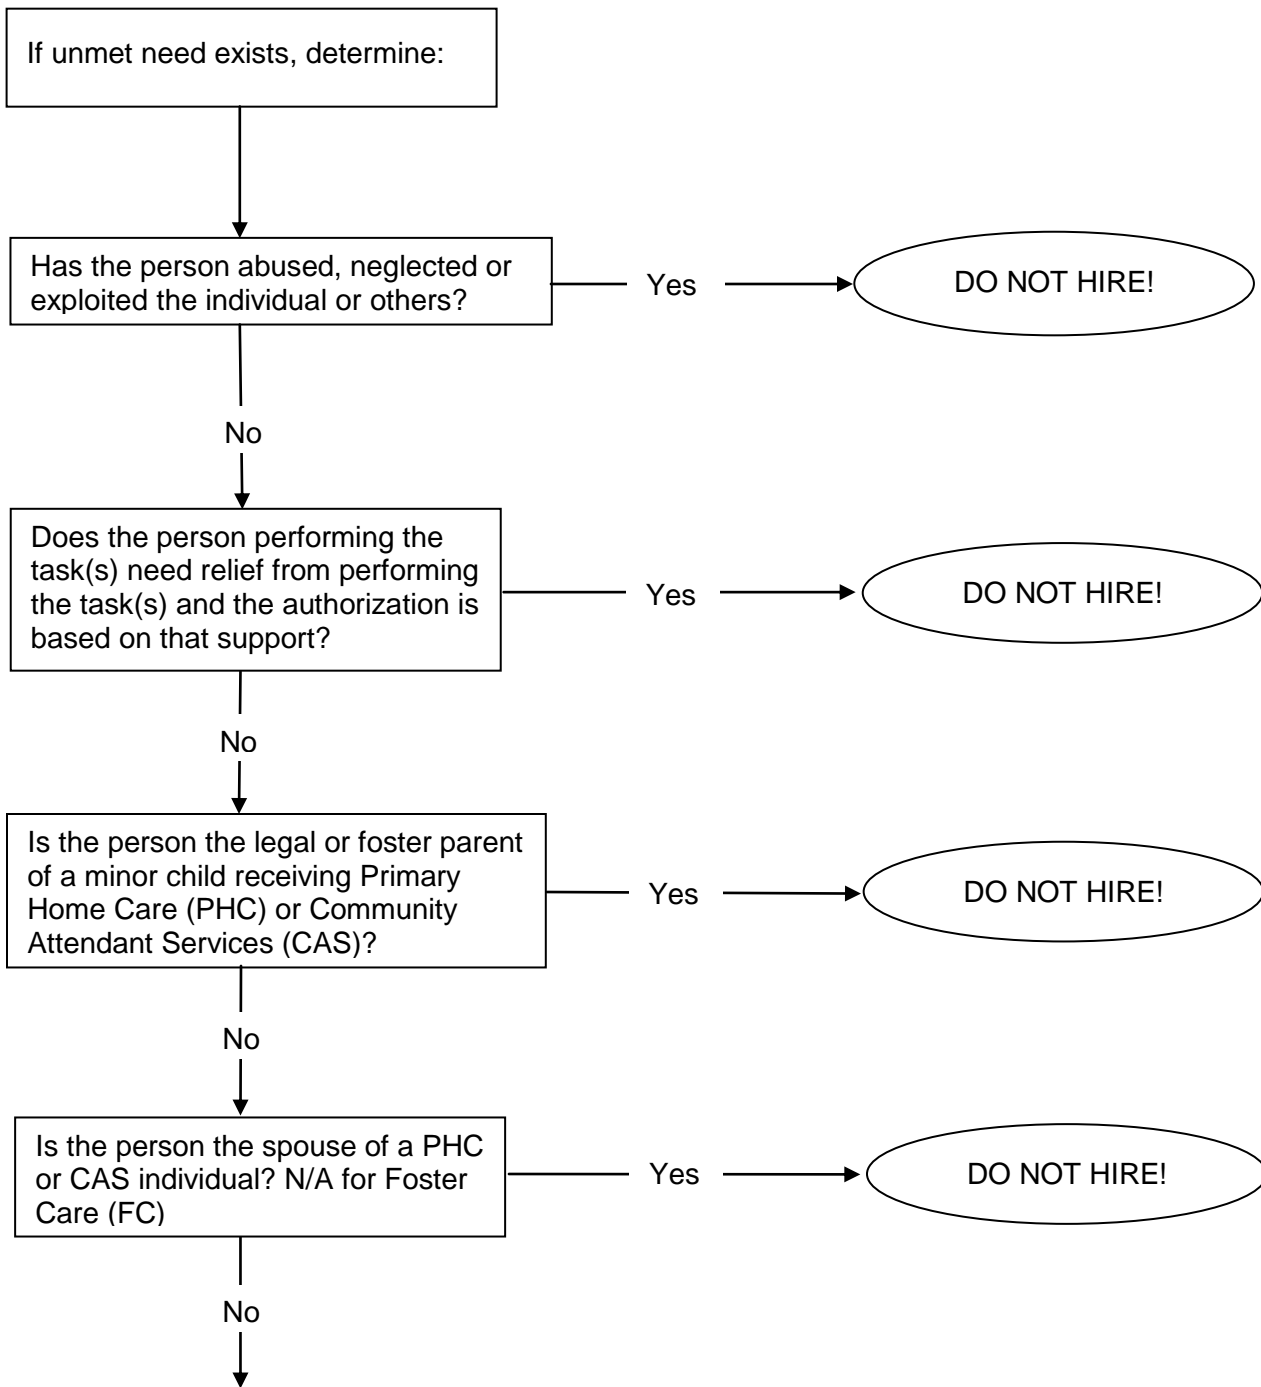 If unmet need exists, determine:
Has the person abused, neglected or
exploited the individual or others?
Yes
DO NOT HIRE!
No
Does the person performing the
task(s) need relief from performing
the task(s) and the authorization is
based on that support?
Yes
DO NOT HIRE!
No
Is the person the legal or foster parent
of a minor child receiving Primary
Home Care (PHC) or Community
Attendant Services (CAS)?
Yes
DO NOT HIRE!
No
Is the person the spouse of a PHC
or CAS individual? N/A for Foster
Care (FC)
Yes
DO NOT HIRE!
No